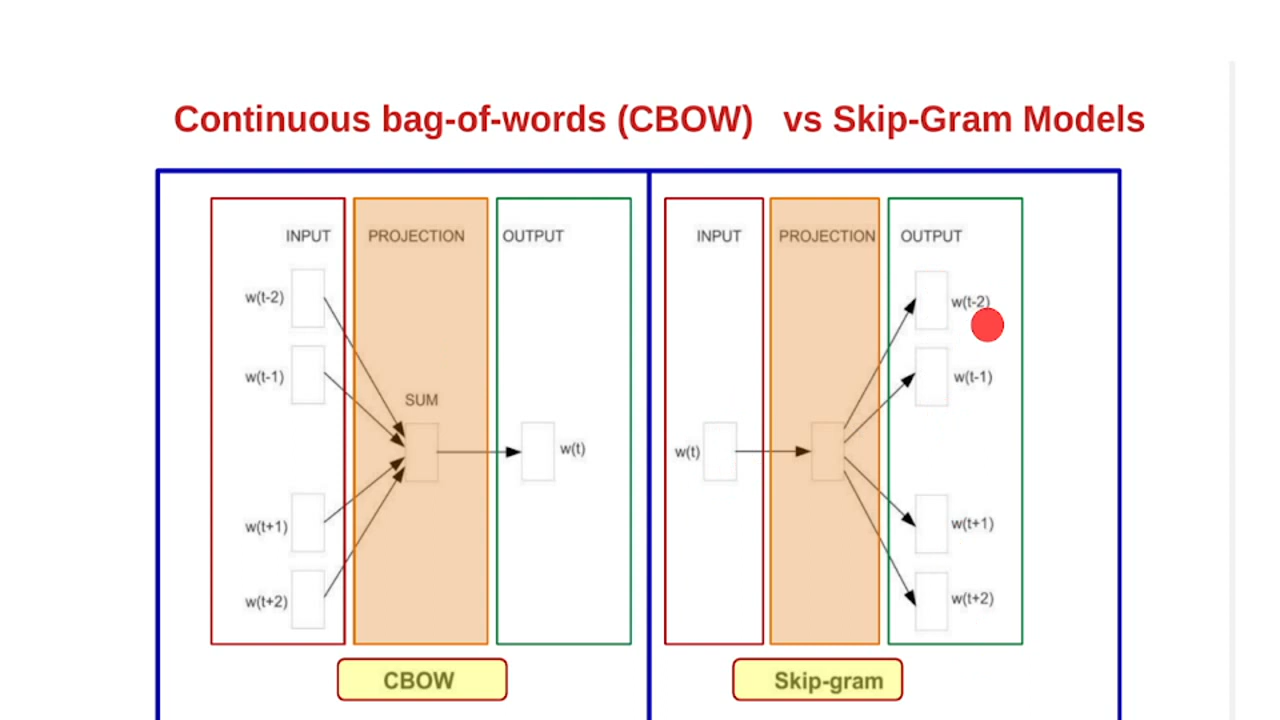 Continuous bag-of-words (CBOW) vs Skip-Gram Models
INPUT PROJECTION OUTPUT
w(t-2)
w(t-1)
SUM
w(t)
w(t+1)
w(t+2)
CBOW
INPUT PROJECTION OUTPUT
w(t-2)
w(t-1)
w(t)
w(t+1)
w(t+2)
Skip-gram